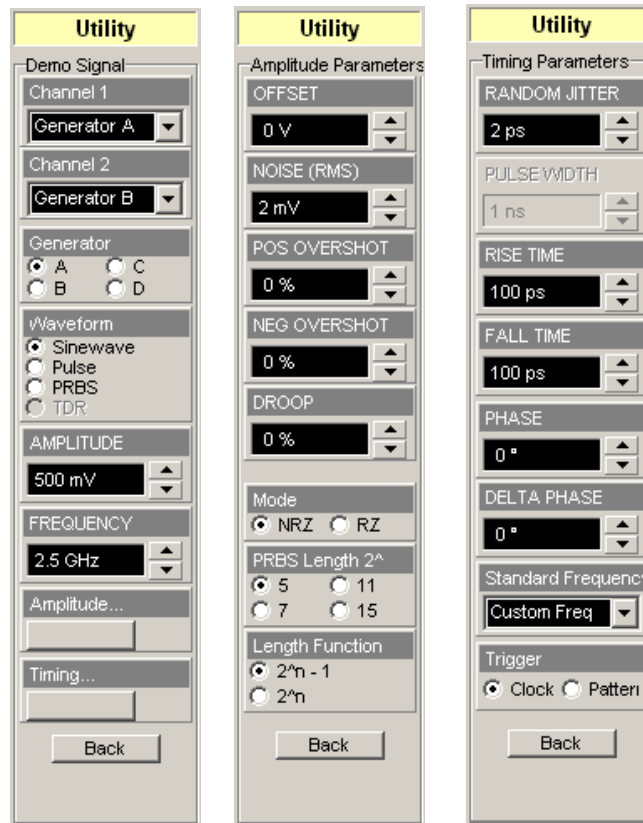 Utility
Demo Signal
Channel 1
Generator A
Channel 2
Generator B
Generator
A C
B D
Waveform
Sinewave
Pulse
PRBS
TDR
AMPLITUDE
500 mV
FREQUENCY
2.5 GHz
Amplitude...
Timing...
Back
Utility
Amplitude Parameters
OFFSET
0 V
NOISE (RMS)
2 mV
POS OVERSHOT
0 %
NEG OVERSHOT
0 %
DROOP
0 %
Mode
NRZ RZ
PRBS Length 2^
5 11
7 15
Length Function
2^n - 1
2^n
Back
Utility
Timing Parameters
RANDOM JITTER
2 ps
PULSE WIDTH
1 ns
RISE TIME
100 ps
FALL TIME
100 ps
PHASE
0 °
DELTA PHASE
0 °
Standard Frequency
Custom Freq
Trigger
Clock Pattern
Back